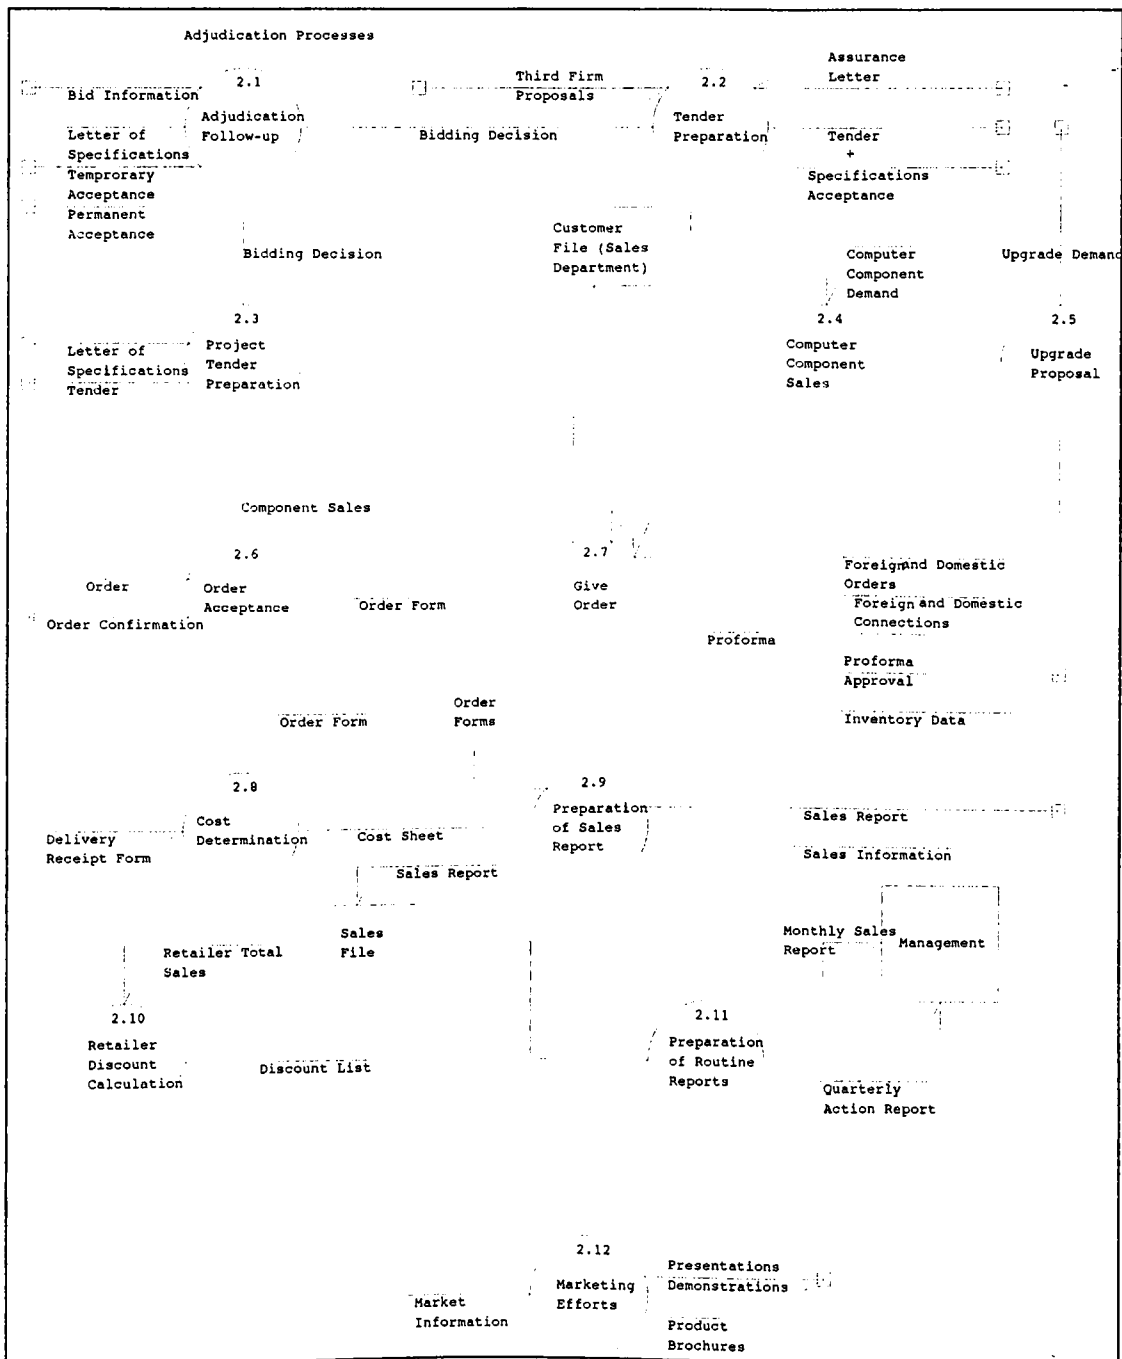 Adjudication Processes
2.1
Bid Information
Adjudication
Follow-up
Letter of
Specifications
Temprorary
Acceptance
Permanent
Acceptance
Third Firm
Proposals
Bidding Decision
2.2
Tender
Preparation
Assurance
Letter
Tender
+
Specifications
Acceptance
Bidding Decision
Customer
File (Sales
Department)
Computer
Component
Demand
Upgrade Demand
2.3
Project
Tender
Preparation
Letter of
Specifications
Tender
2.4
Computer
Component
Sales
2.5
Upgrade
Proposal
Component Sales
2.6
Order
Acceptance
Order
Order Confirmation
Order Form
2.7
Give
Order
Proforma
Foreign and Domestic
Orders
Foreign and Domestic
Connections
Proforma
Approval
Inventory Data
Order Form
Order
Forms
2.8
Cost
Determination
Delivery
Receipt Form
Cost Sheet
2.9
Preparation
of Sales
Report
Sales Report
Sales Information
Sales Report
Sales
File
Retailer Total
Sales
Monthly Sales
Report
Management
2.10
Retailer
Discount
Calculation
Discount List
2.11
Preparation
of Routine
Reports
Quarterly
Action Report
2.12
Marketing
Efforts
Market
Information
Presentations
Demonstrations
Product
Brochures